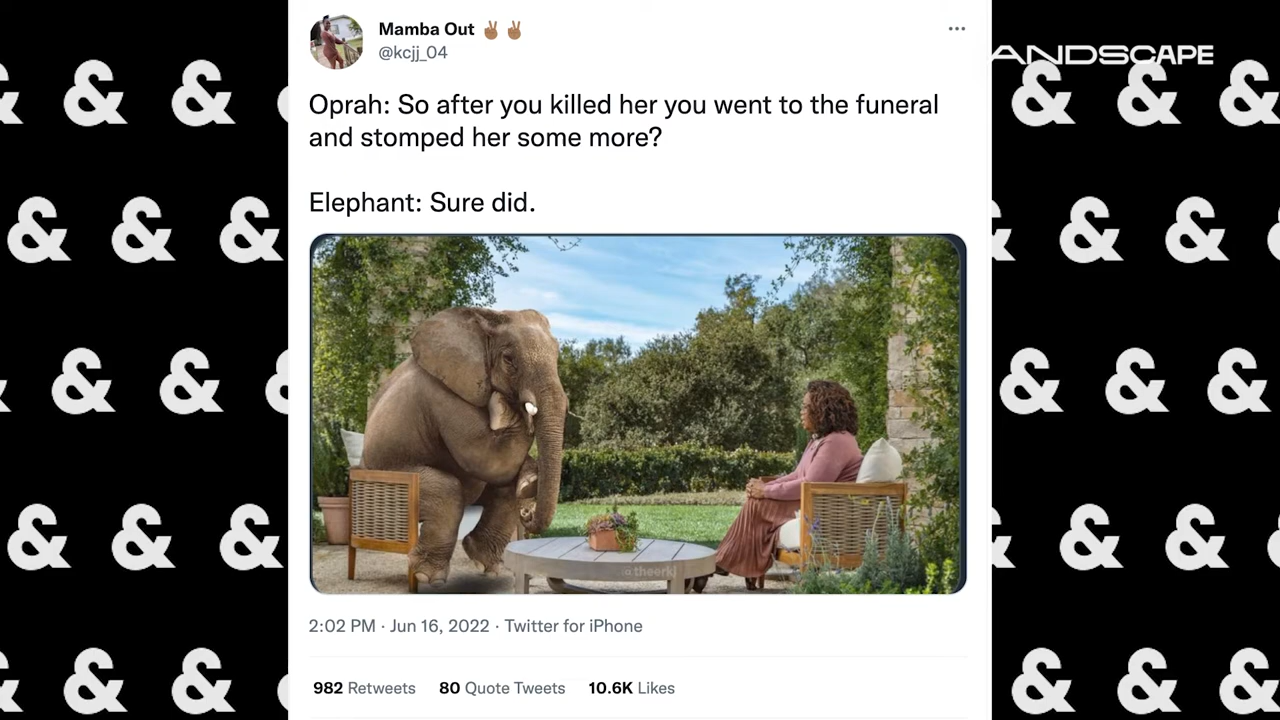 Mamba Out ✌🏽 ✌🏽
@kcjj_04
ANDSCAPE
Oprah: So after you killed her you went to the funeral
and stomped her some more?
Elephant: Sure did.
2:02 PM · Jun 16, 2022 · Twitter for iPhone
982 Retweets 80 Quote Tweets 10.6K Likes